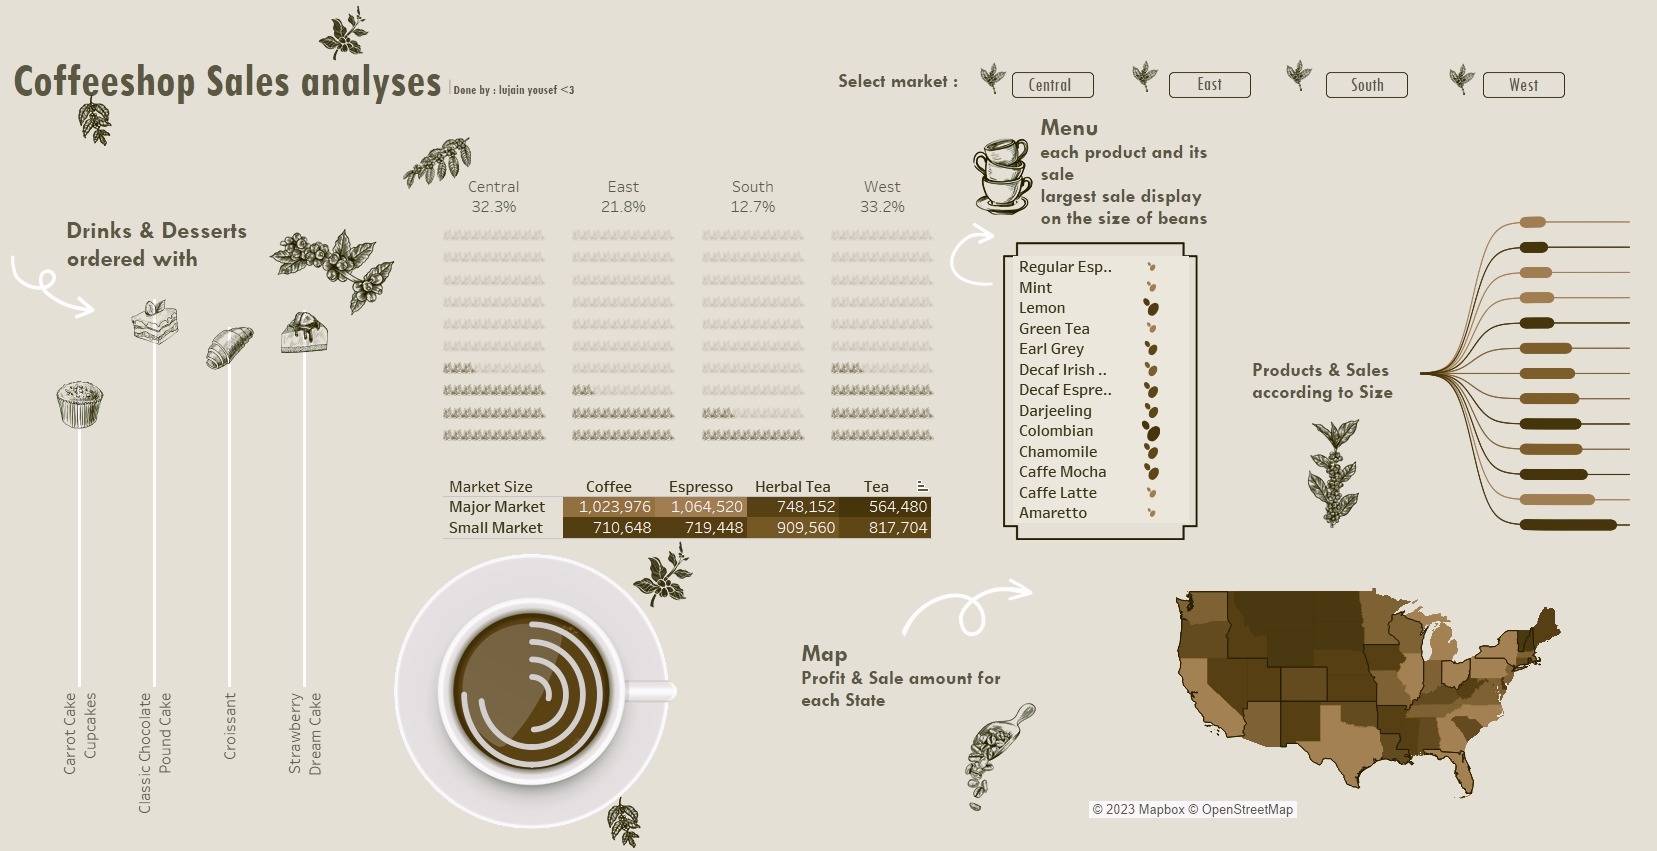 Coffeeshop Sales analyses
Done by : lujain yousef <3
Select market :
Central
East
South
West
Menu
each product and its
sale
largest sale display
on the size of beans
Drinks & Desserts
ordered with
Central
32.3%
East
21.8%
South
12.7%
West
33.2%
Regular Esp..
Mint
Lemon
Green Tea
Earl Grey
Decaf Irish ..
Decaf Espre..
Darjeeling
Colombian
Chamomile
Caffe Mocha
Caffe Latte
Amaretto
Products & Sales
according to Size
Market Size Coffee Espresso Herbal Tea Tea
Major Market 1,023,976 1,064,520 748,152 564,480
Small Market 710,648 719,448 909,560 817,704
Carrot Cake
Cupcakes
Classic Chocolate
Pound Cake
Croissant
Strawberry
Dream Cake
Map
Profit & Sale amount for
each State
© 2023 Mapbox © OpenStreetMap